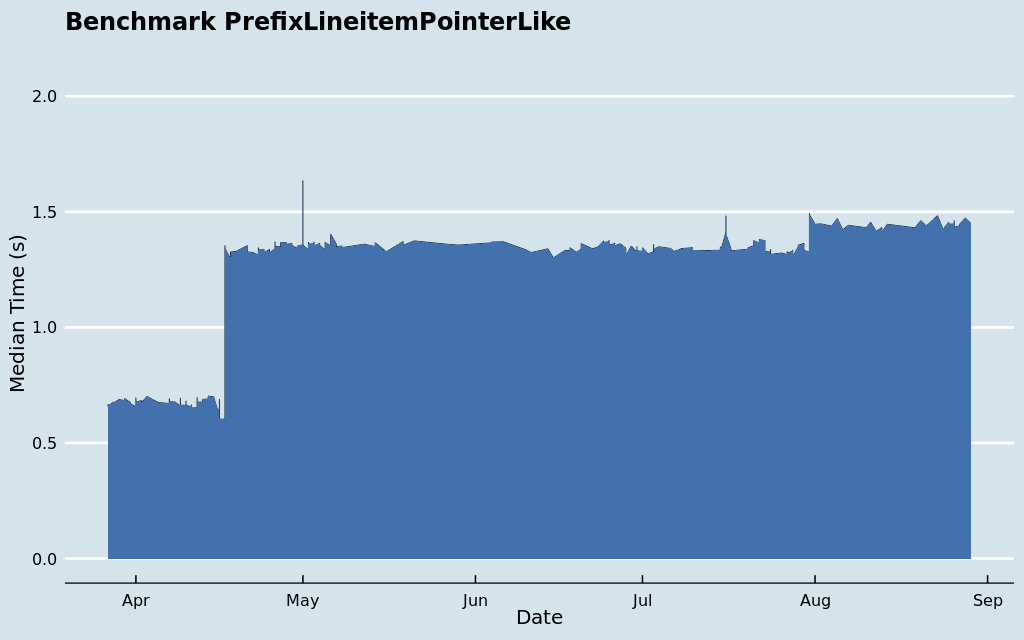 Benchmark PrefixLineitemPointerLike
Median Time (s)
2.0
1.5
1.0
0.5
0.0
Apr May Jun Jul Aug Sep
Date